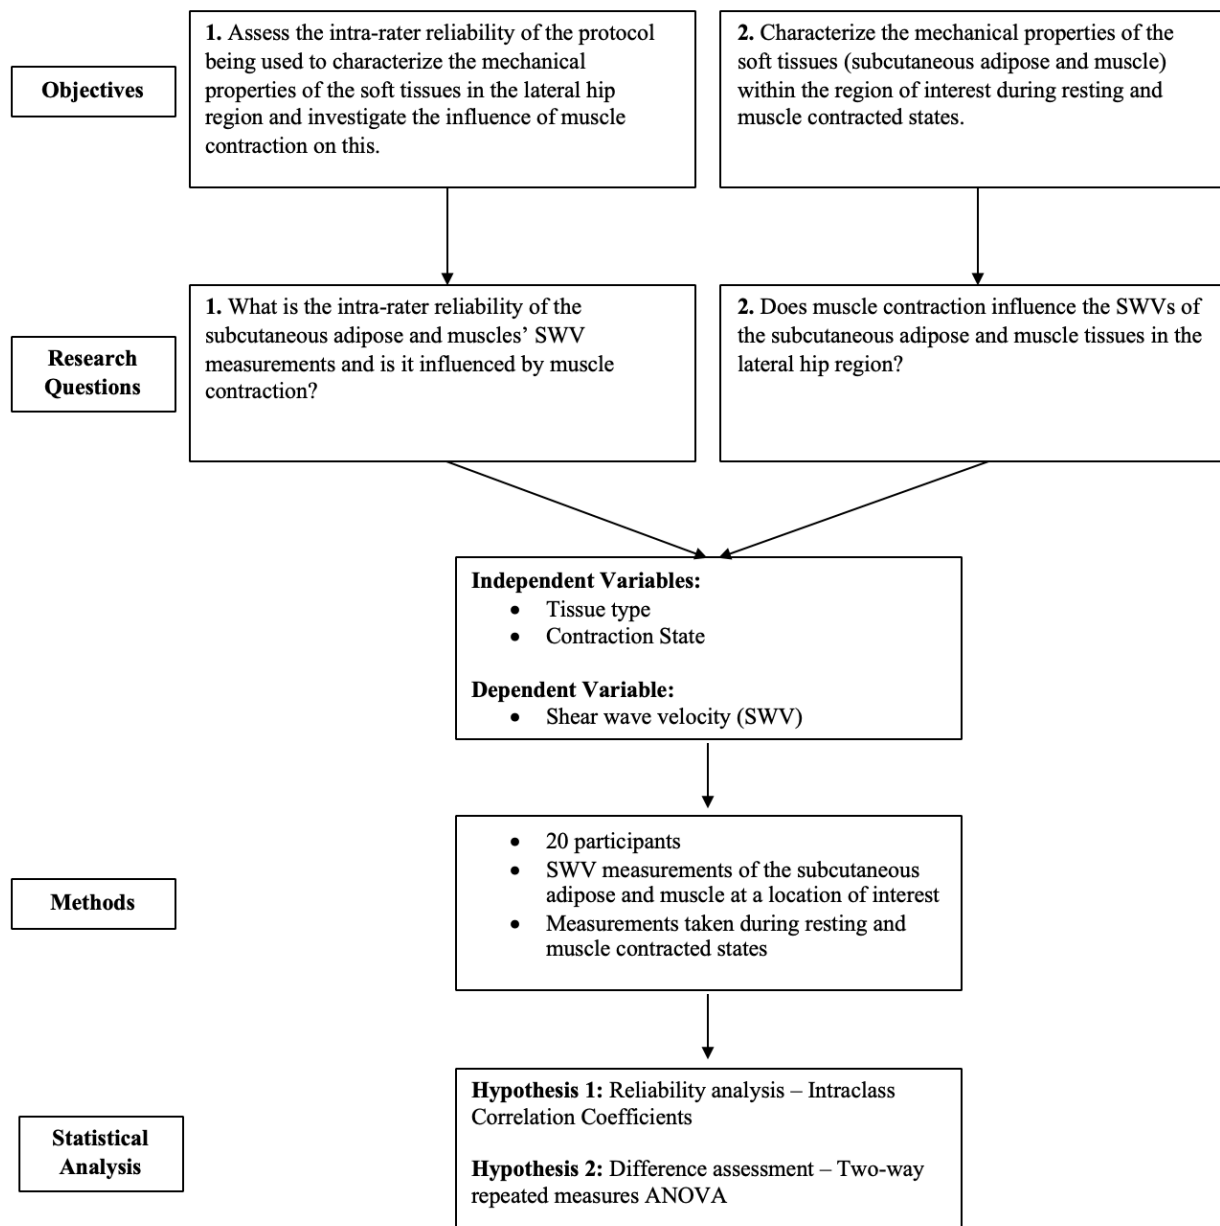 Objectives
1. Assess the intra-rater reliability of the protocol
being used to characterize the mechanical
properties of the soft tissues in the lateral hip
region and investigate the influence of muscle
contraction on this.
2. Characterize the mechanical properties of the
soft tissues (subcutaneous adipose and muscle)
within the region of interest during resting and
muscle contracted states.
Research
Questions
1. What is the intra-rater reliability of the
subcutaneous adipose and muscles’ SWV
measurements and is it influenced by muscle
contraction?
2. Does muscle contraction influence the SWVs of
the subcutaneous adipose and muscle tissues in the
lateral hip region?
Independent Variables:
• Tissue type
• Contraction State
Dependent Variable:
• Shear wave velocity (SWV)
Methods
• 20 participants
• SWV measurements of the subcutaneous
adipose and muscle at a location of interest
• Measurements taken during resting and
muscle contracted states
Statistical
Analysis
Hypothesis 1: Reliability analysis – Intraclass
Correlation Coefficients
Hypothesis 2: Difference assessment – Two-way
repeated measures ANOVA